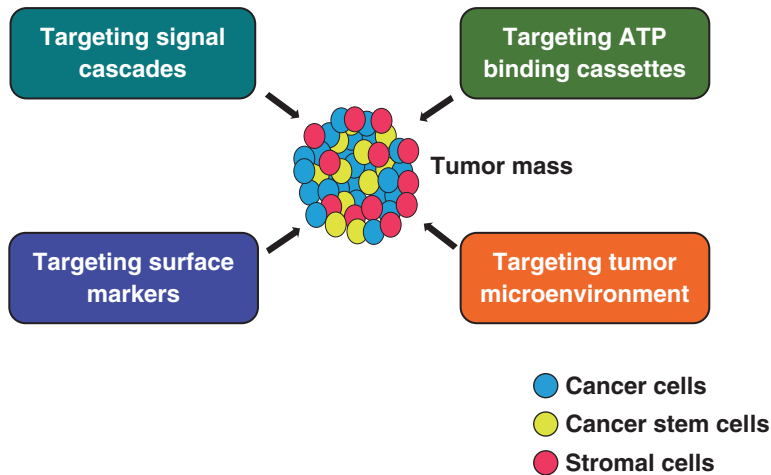 Targeting signal
cascades
Targeting ATP
binding cassettes
Tumor mass
Targeting surface
markers
Targeting tumor
microenvironment
Cancer cells
Cancer stem cells
Stromal cells